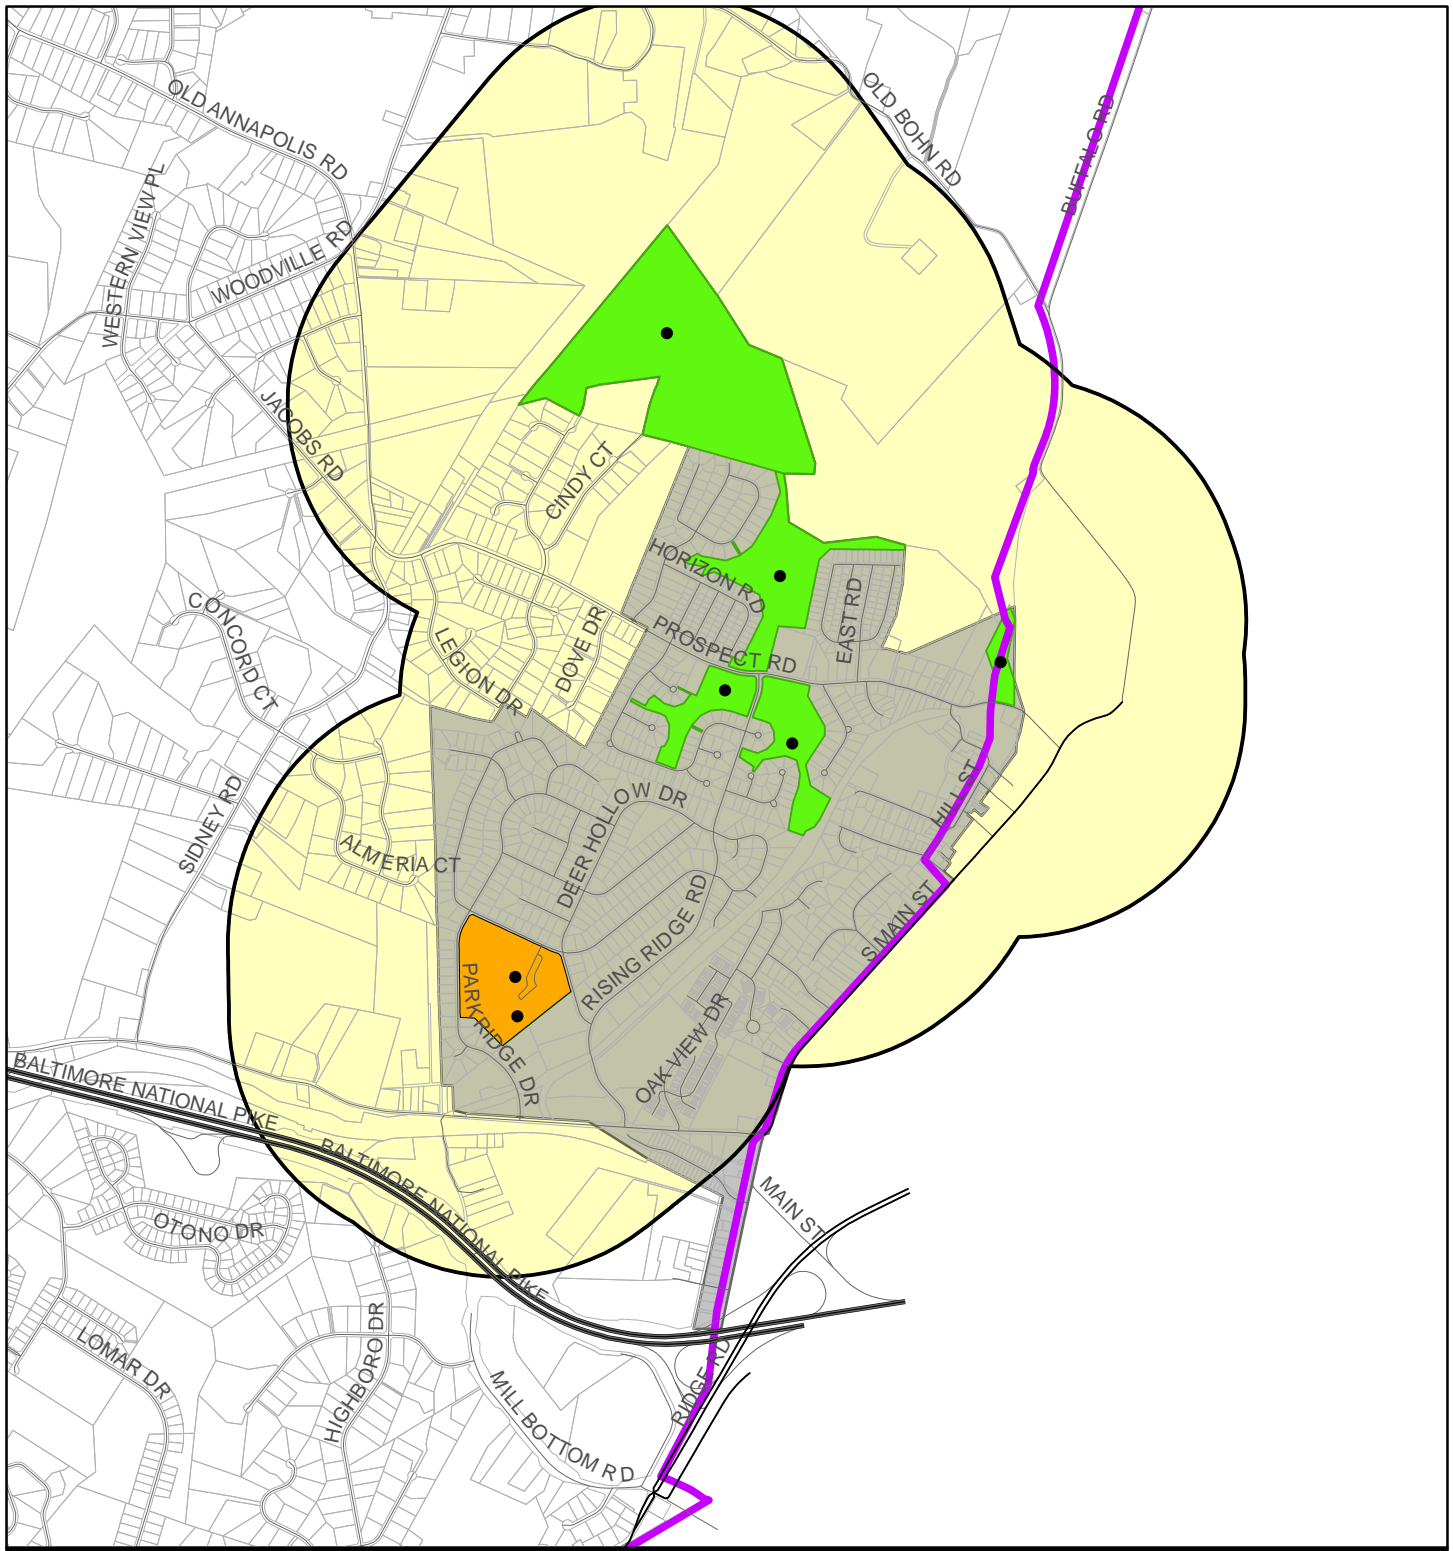 OLD ANNAPOLIS RD
OLD BOHN RD
BUFFALO RD
WESTERN VIEW PL
WOODVILLE RD
JACOBS RD
CINDY CT
HORIZON RD
EAST RD
PROSPECT RD
CONCORD CT
LEGION DR
DOVE DR
SIDNEY RD
DEER HOLLOW DR
HILL ST
ALMERIA CT
RISING RIDGE RD
S MAIN ST
PARKRIDGE DR
OAK VIEW DR
BALTIMORE NATIONAL PIKE
BALTIMORE NATIONAL PIKE
MAIN ST
OTONO DR
LOMAR DR
HIGHBORO DR
RIDGE RD
MILL BOTTOM RD